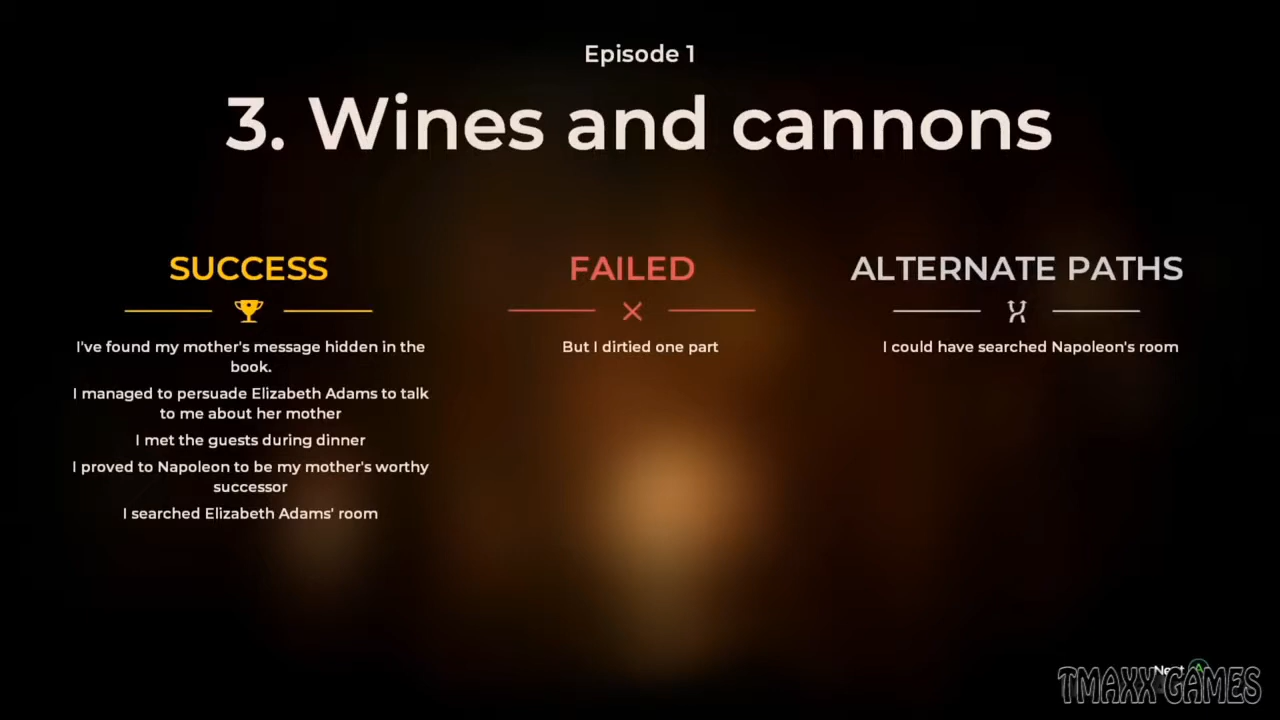 Episode 1
3. Wines and cannons
SUCCESS
I've found my mother's message hidden in the
book.
I managed to persuade Elizabeth Adams to talk
to me about her mother
I met the guests during dinner
I proved to Napoleon to be my mother's worthy
successor
I searched Elizabeth Adams' room
FAILED
But I dirtied one part
ALTERNATE PATHS
I could have searched Napoleon's room
Next A
TMAXX GAMES